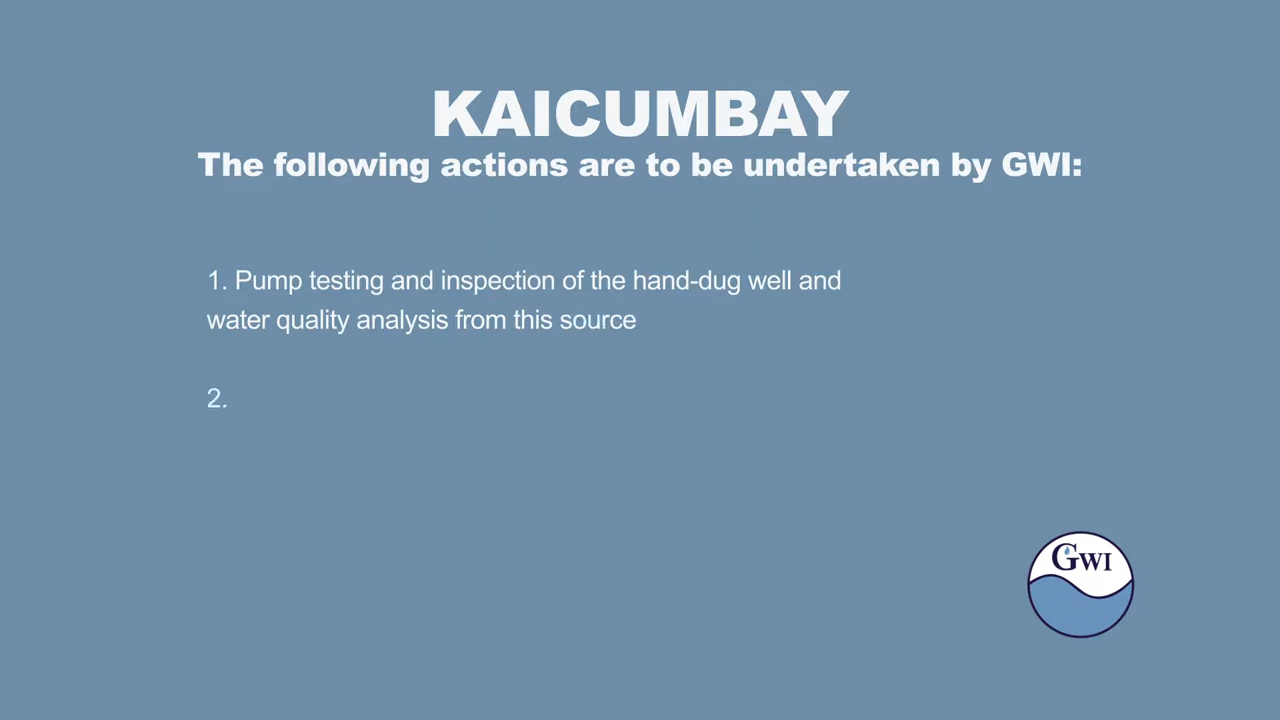 KAICUMBAY
The following actions are to be undertaken by GWI:
1. Pump testing and inspection of the hand-dug well and
water quality analysis from this source
2.
GWI